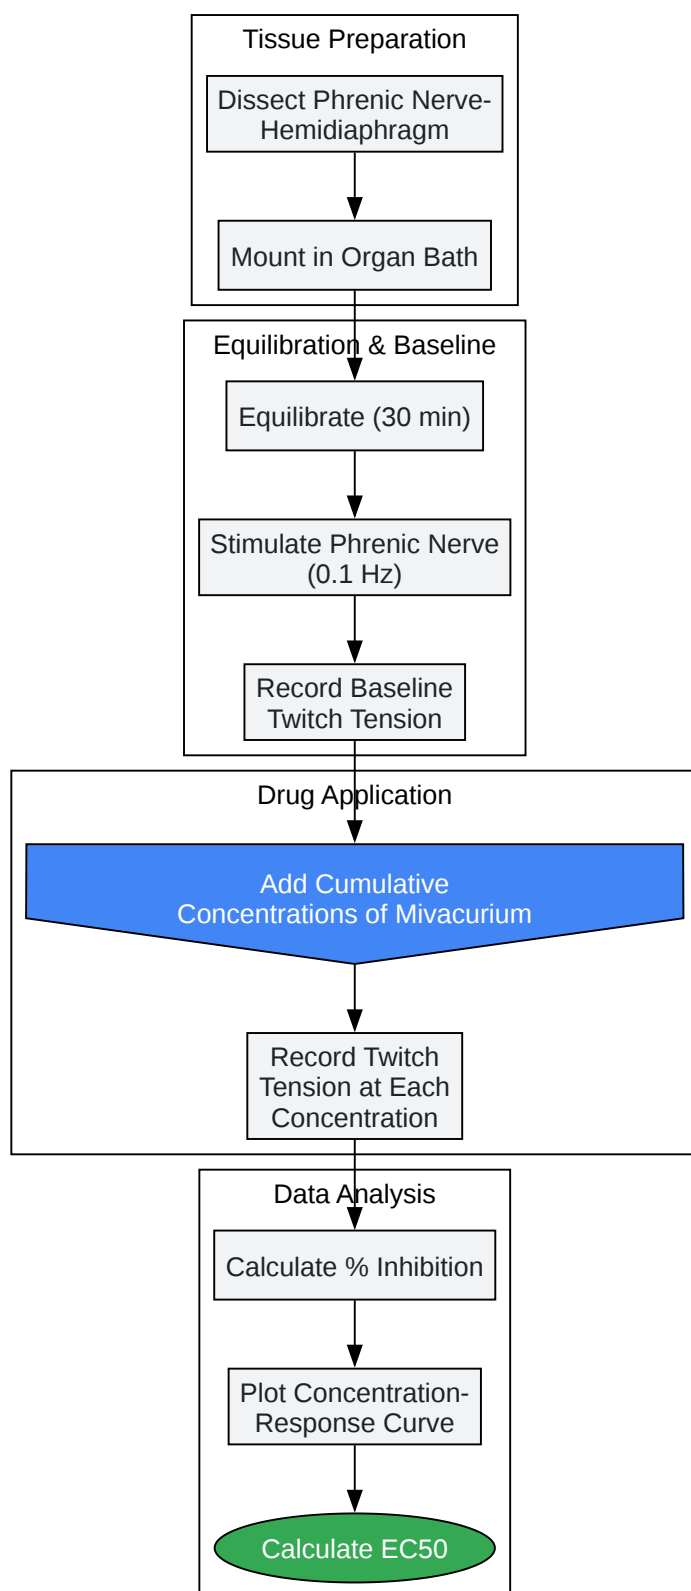 Tissue Preparation
Dissect Phrenic Nerve-
Hemidiaphragm
Mount in Organ Bath
Equilibration & Baseline
Equilibrate (30 min)
Stimulate Phrenic Nerve
(0.1 Hz)
Record Baseline
Twitch Tension
Drug Application
Add Cumulative
Concentrations of Mivacurium
Record Twitch
Tension at Each
Concentration
Data Analysis
Calculate % Inhibition
Plot Concentration-
Response Curve
Calculate EC50